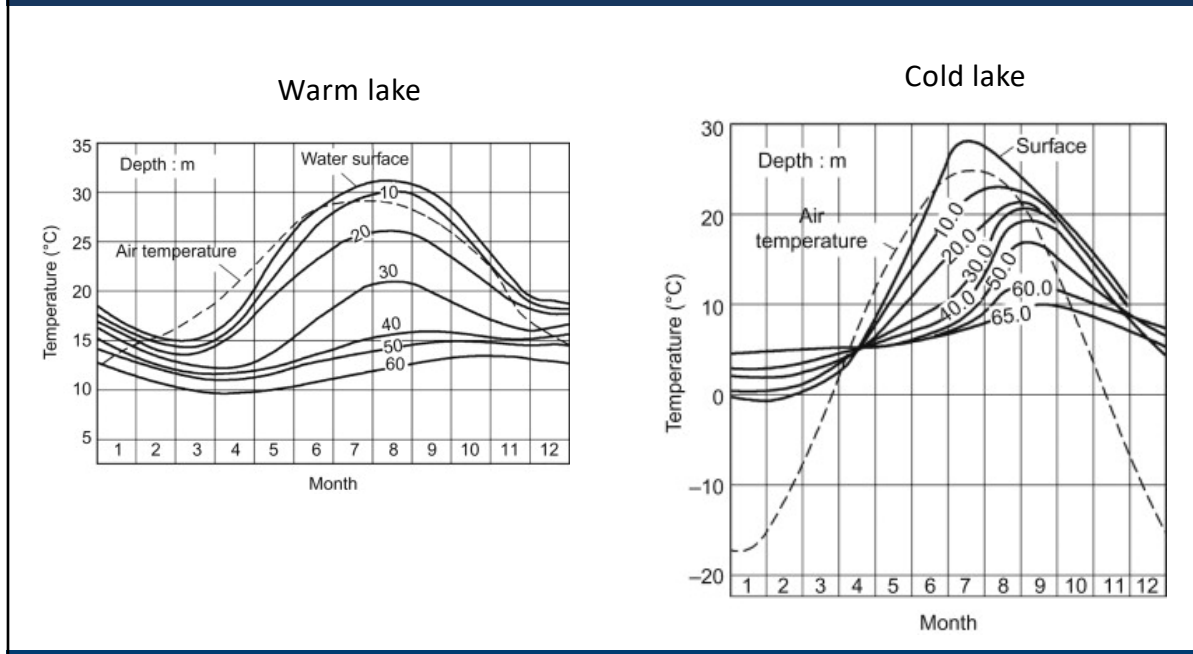 Warm lake
35
30
25
20
15
10
5
Temperature (°C)
Depth : m
Water surface
Air temperature
10
20
30
40
50
60
1 2 3 4 5 6 7 8 9 10 11 12
Month
Cold lake
30
20
10
0
–10
–20
Temperature (°C)
Depth : m
Surface
Air
temperature
10.0
20.0
30.0
40.0
50.0
60.0
65.0
1 2 3 4 5 6 7 8 9 10 11 12
Month